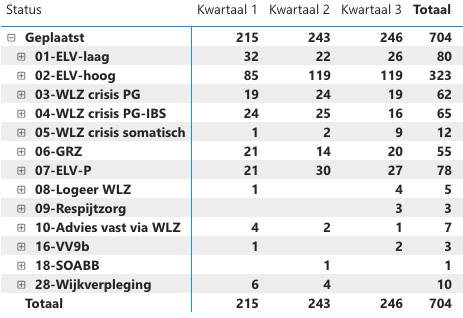 Status Kwartaal 1 Kwartaal 2 Kwartaal 3 Totaal
Geplaatst 215 243 246 704
01-ELV-laag 32 22 26 80
02-ELV-hoog 85 119 119 323
03-WLZ crisis PG 19 24 19 62
04-WLZ crisis PG-IBS 24 25 16 65
05-WLZ crisis somatisch 1 2 9 12
06-GRZ 21 14 20 55
07-ELV-P 21 30 27 78
08-Logeer WLZ 1 4 5
09-Respijtzorg 3 3
10-Advies vast via WLZ 4 2 1 7
16-VV9b 1 2 3
18-SOABB 1 1
28-Wijkverpleging 6 4 10
Totaal 215 243 246 704